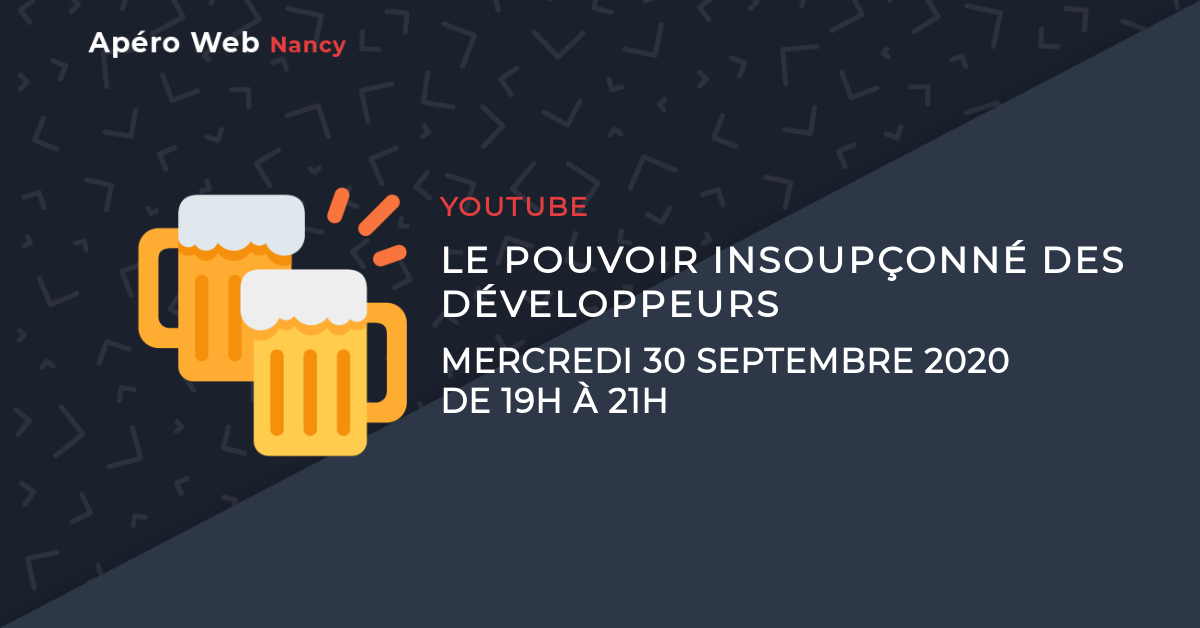 Apéro Web Nancy
YOUTUBE
LE POUVOIR INSOUPÇONNÉ DES
DÉVELOPPEURS
MERCREDI 30 SEPTEMBRE 2020
DE 19H À 21H